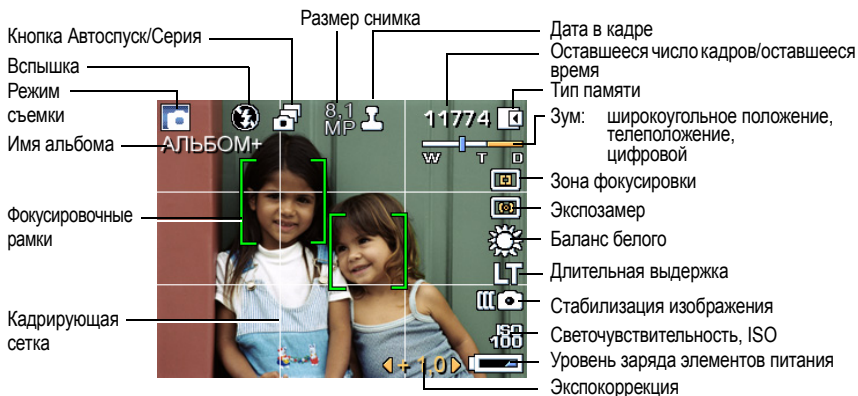 Размер снимка
Кнопка Автоспуск/Серия
Вспышка
Режим
съемки
Имя альбома
Фокусировочные
рамки
Кадрирующая
сетка
8,1
MP
11774
АЛЬБОМ+
W T D
LT
ISO
100
+ 1,0
Дата в кадре
Оставшееся число кадров/оставшееся
время
Тип памяти
Зум: широкоугольное положение,
телеположение,
цифровой
Зона фокусировки
Экспозамер
Баланс белого
Длительная выдержка
Стабилизация изображения
Светочувствительность, ISO
Уровень заряда элементов питания
Экспокоррекция